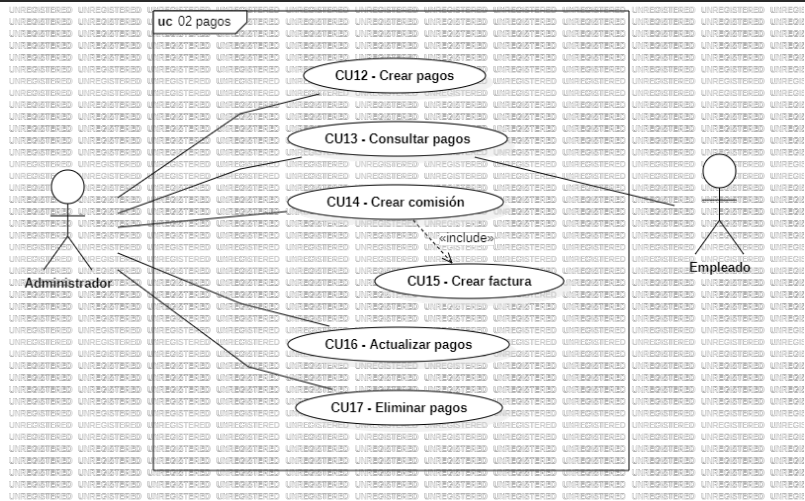 uc 02 pagos
CU12 - Crear pagos
CU13 - Consultar pagos
CU14 - Crear comisión
«include»
CU15 - Crear factura
CU16 - Actualizar pagos
CU17 - Eliminar pagos
Administrador
Empleado
UNREGISTERED